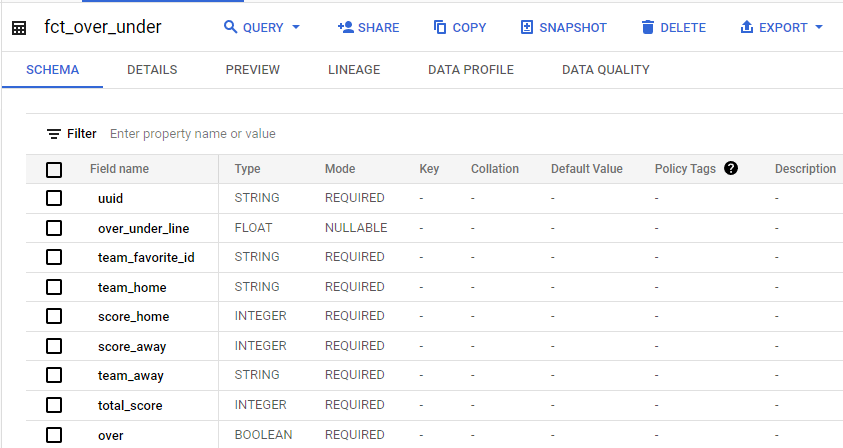 fct_over_under QUERY SHARE COPY SNAPSHOT DELETE EXPORT
SCHEMA DETAILS PREVIEW LINEAGE DATA PROFILE DATA QUALITY
Filter Enter property name or value
Field name Type Mode Key Collation Default Value Policy Tags ? Description
uuid STRING REQUIRED - - - - -
over_under_line FLOAT NULLABLE - - - - -
team_favorite_id STRING REQUIRED - - - - -
team_home STRING REQUIRED - - - - -
score_home INTEGER REQUIRED - - - - -
score_away INTEGER REQUIRED - - - - -
team_away STRING REQUIRED - - - - -
total_score INTEGER REQUIRED - - - - -
over BOOLEAN REQUIRED - - - - -